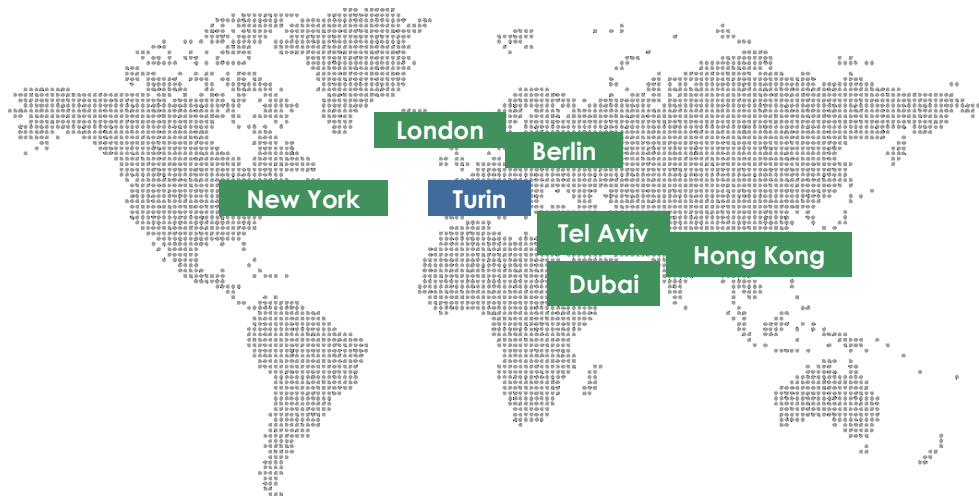 London
Berlin
New York
Turin
Tel Aviv
Hong Kong
Dubai